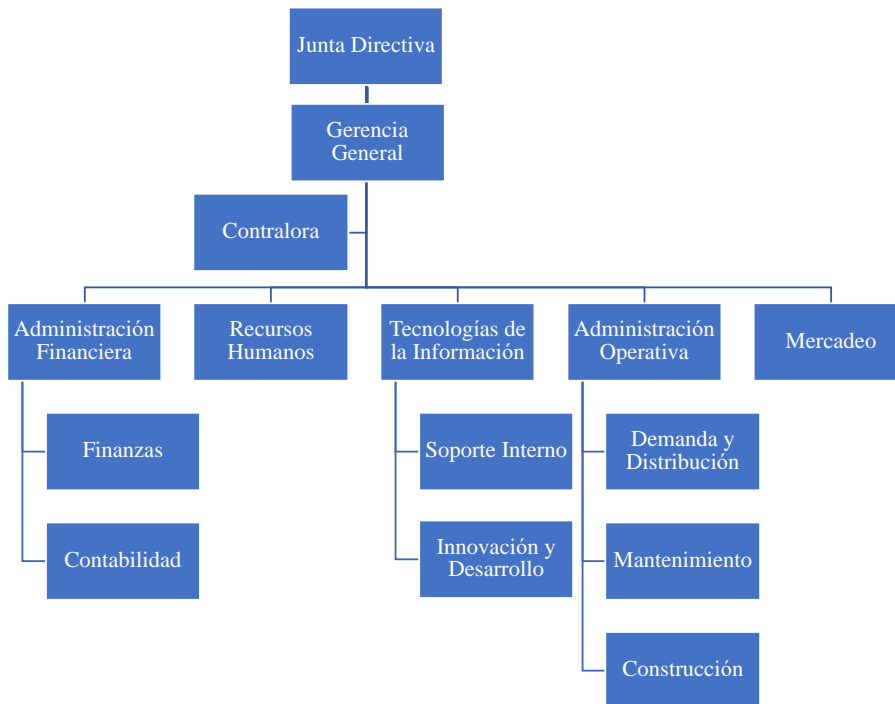 Junta Directiva
Gerencia
General
Contralora
Administración
Financiera
Recursos
Humanos
Tecnologías de
la Información
Administración
Operativa
Mercadeo
Finanzas
Soporte Interno
Demanda y
Distribución
Contabilidad
Innovación y
Desarrollo
Mantenimiento
Construcción